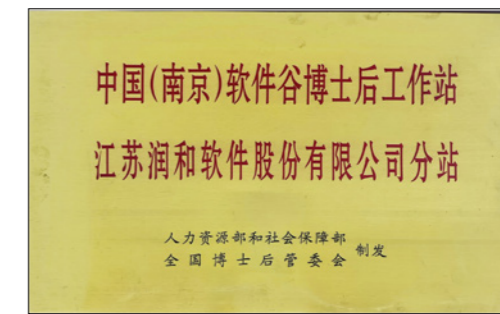 中国(南京)软件谷博士后工作站
江苏润和软件股份有限公司分站
人力资源部和社会保障部
全国博士后管委会 制发